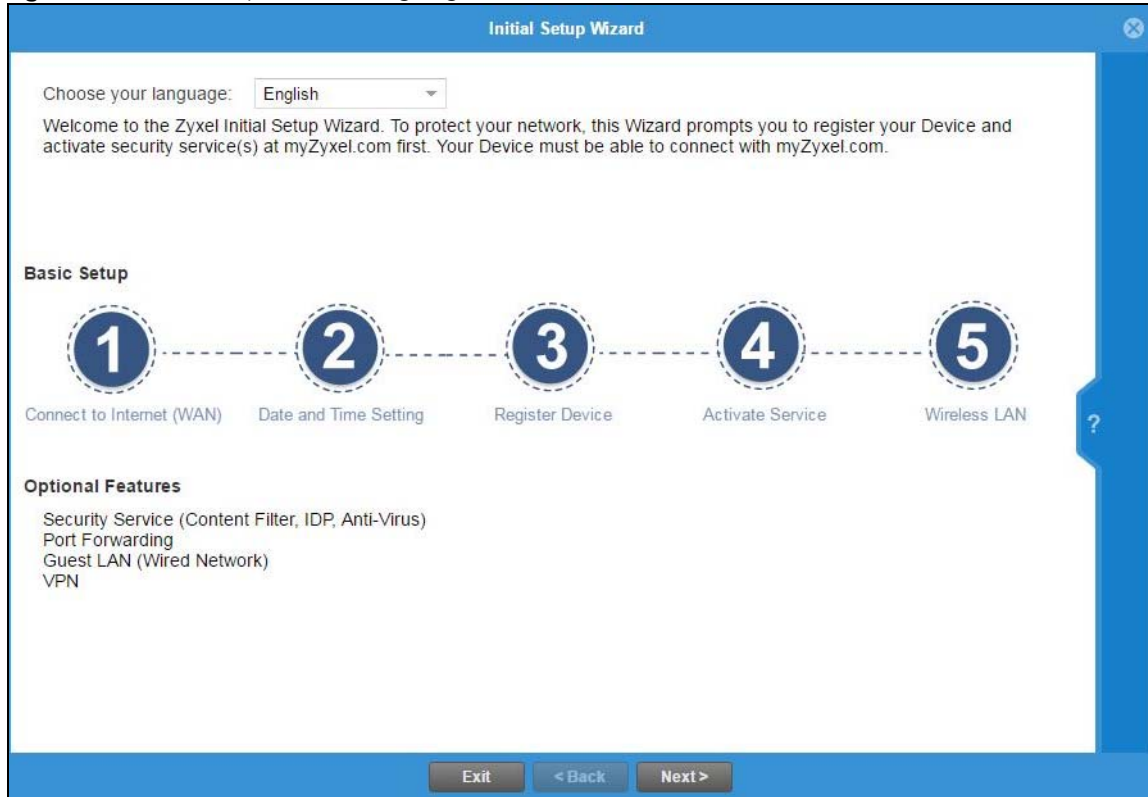 Initial Setup Wizard
Choose your language: English
Welcome to the Zyxel Initial Setup Wizard. To protect your network, this Wizard prompts you to register your Device and
activate security service(s) at myZyxel.com first. Your Device must be able to connect with myZyxel.com.
Basic Setup
1 2 3 4 5
Connect to Internet (WAN) Date and Time Setting Register Device Activate Service Wireless LAN
?
Optional Features
Security Service (Content Filter, IDP, Anti-Virus)
Port Forwarding
Guest LAN (Wired Network)
VPN
Exit < Back Next >